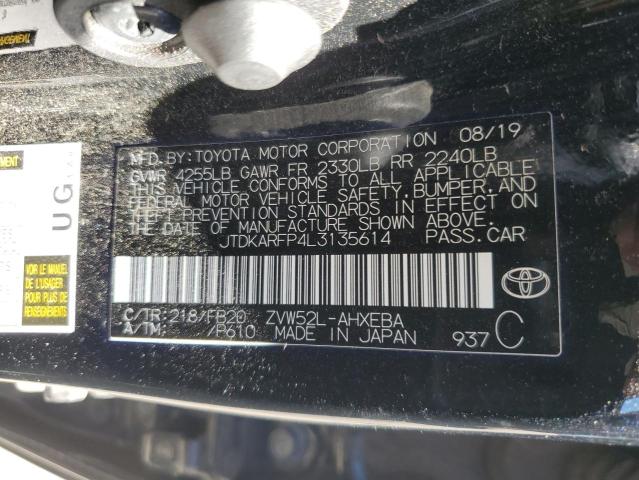 MFD. BY: TOYOTA MOTOR CORPORATION 08/19
GVWR 4255LB GAWR FR 2330LB RR 2240LB
THIS VEHICLE CONFORMS TO ALL APPLICABLE
FEDERAL MOTOR VEHICLE SAFETY, BUMPER, AND
THEFT PREVENTION STANDARDS IN EFFECT ON
THE DATE OF MANUFACTURE SHOWN ABOVE.
JTDKARFP4L3135614 PASS. CAR
C/TR: 218/FB20 ZVW52L-AHXEBA
A/TM: /P610 MADE IN JAPAN 937 C
UG
VOIR LE MANUEL
DE L'USAGER
POUR PLUS DE
RENSEIGNEMENTS